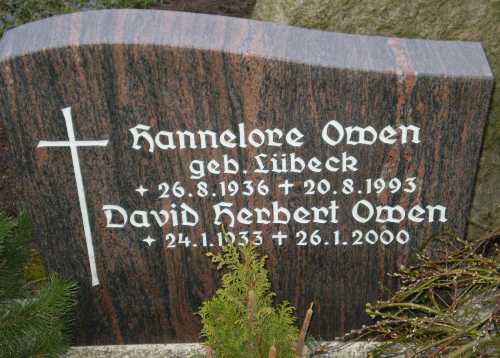 Hannelore Owen
geb. Lübeck
✦ 26.8.1936 ✝ 20.8.1993
David Herbert Owen
✦ 24.1.1933 ✝ 26.1.2000